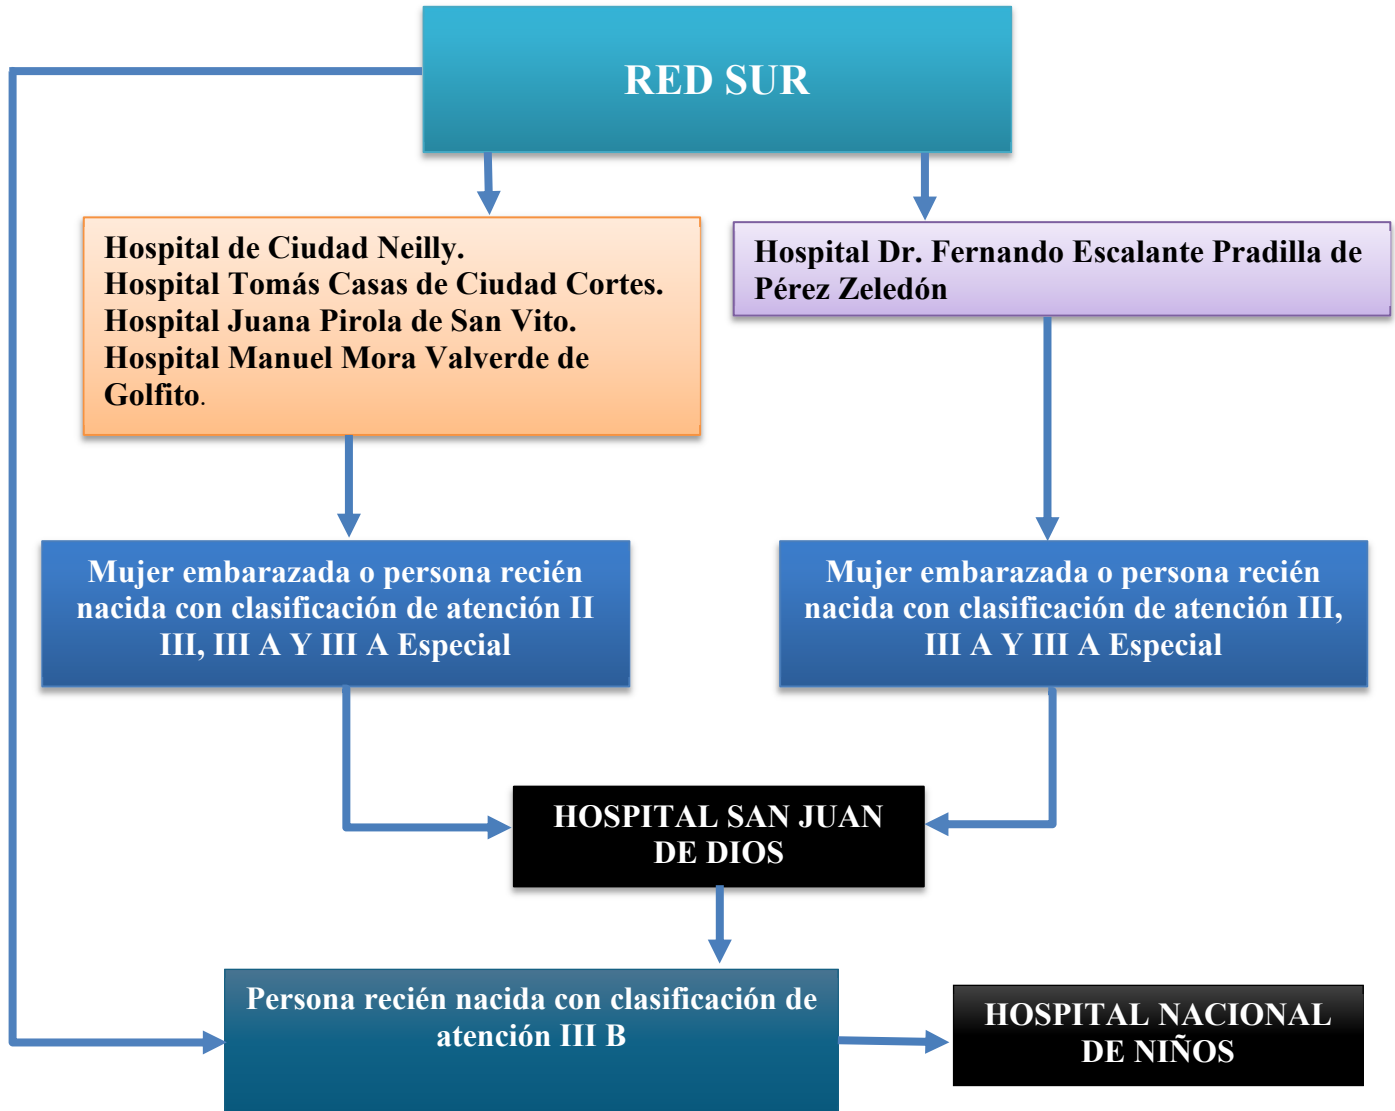 RED SUR
Hospital de Ciudad Neilly.
Hospital Tomás Casas de Ciudad Cortes.
Hospital Juana Pirola de San Vito.
Hospital Manuel Mora Valverde de
Golfito.
Hospital Dr. Fernando Escalante Pradilla de
Pérez Zeledón
Mujer embarazada o persona recién
nacida con clasificación de atención II
III, III A Y III A Especial
Mujer embarazada o persona recién
nacida con clasificación de atención III,
III A Y III A Especial
HOSPITAL SAN JUAN
DE DIOS
Persona recién nacida con clasificación de
atención III B
HOSPITAL NACIONAL
DE NIÑOS